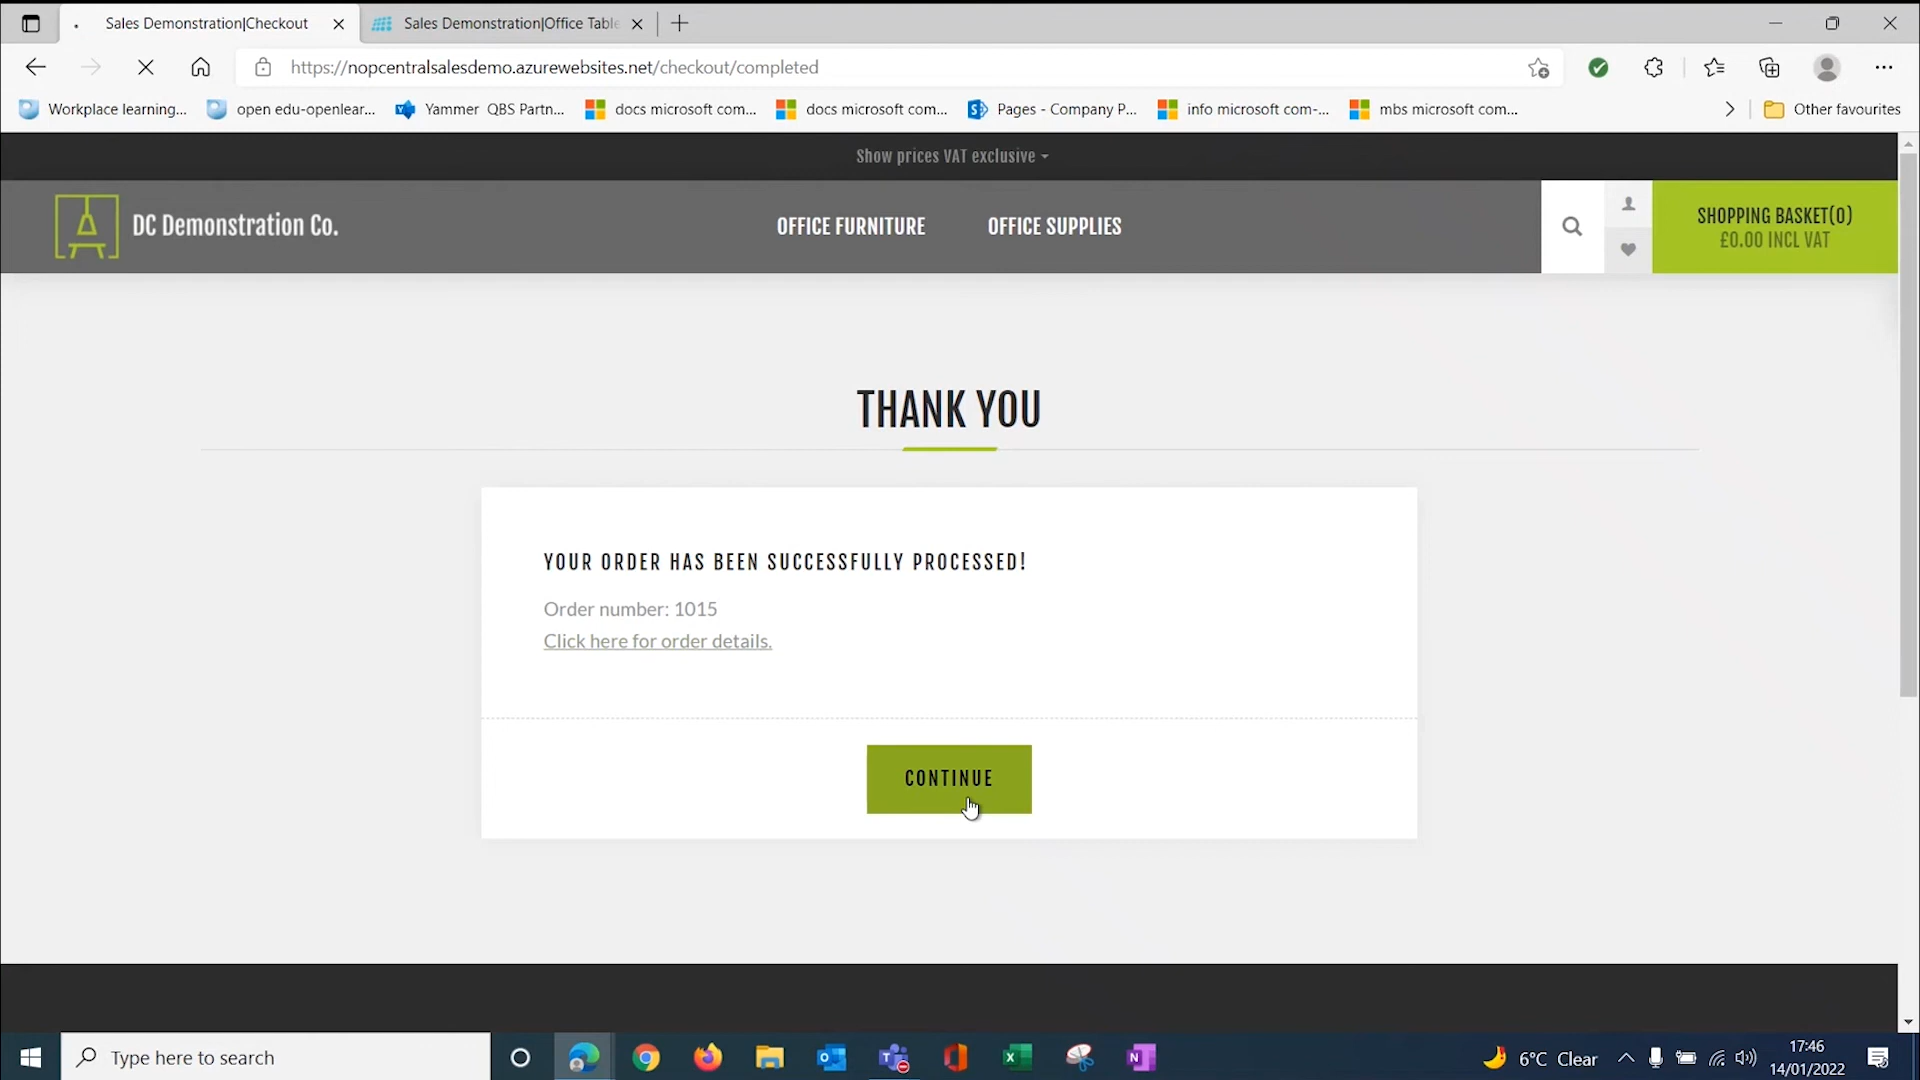 Sales Demonstration|Checkout
Sales Demonstration|Office Table
https://nopcentralsalesdemo.azurewebsites.net/checkout/completed
Workplace learning...
open edu-openlear...
Yammer QBS Partn...
docs microsoft com...
docs microsoft com...
Pages - Company P...
info microsoft com-...
mbs microsoft com...
Other favourites
Show prices VAT exclusive
DC Demonstration Co.
OFFICE FURNITURE
OFFICE SUPPLIES
SHOPPING BASKET(0)
£0.00 INCL VAT
THANK YOU
YOUR ORDER HAS BEEN SUCCESSFULLY PROCESSED!
Order number: 1015
Click here for order details.
CONTINUE
Type here to search
6°C Clear
17:46
14/01/2022